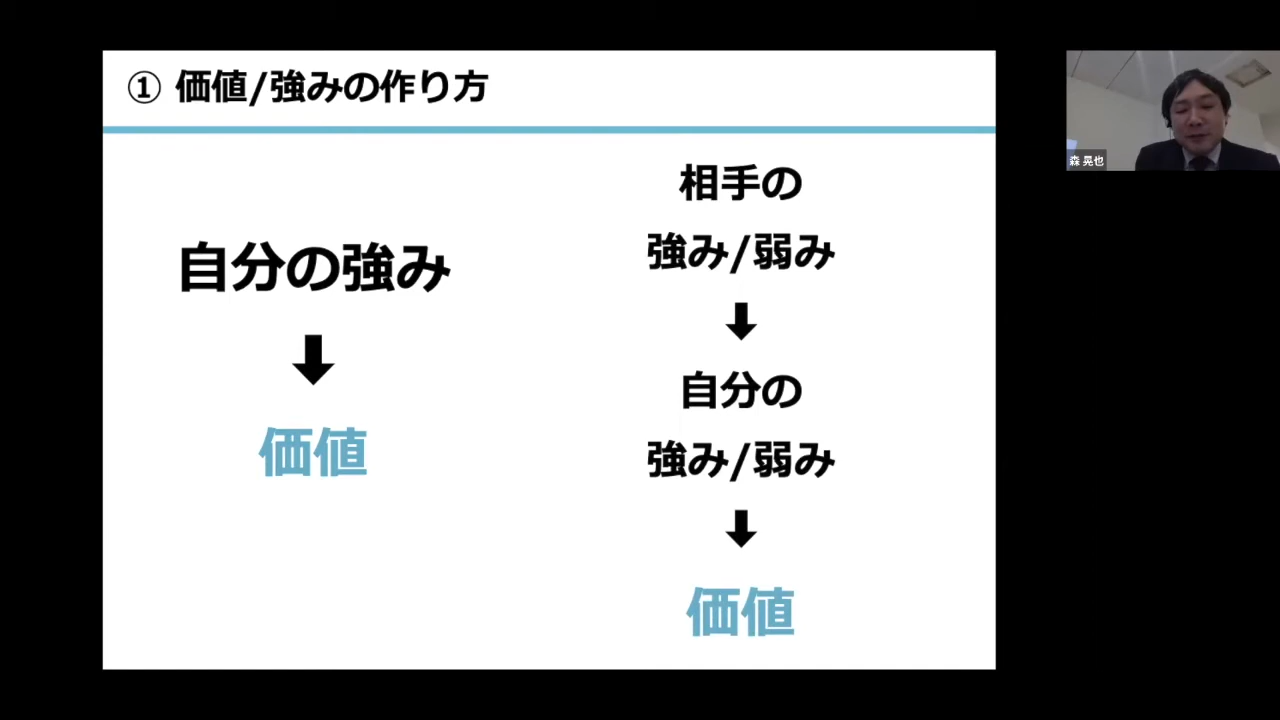 ① 価値/強みの作り方
自分の強み
価値
相手の
強み/弱み
自分の
強み/弱み
価値
森 晃也